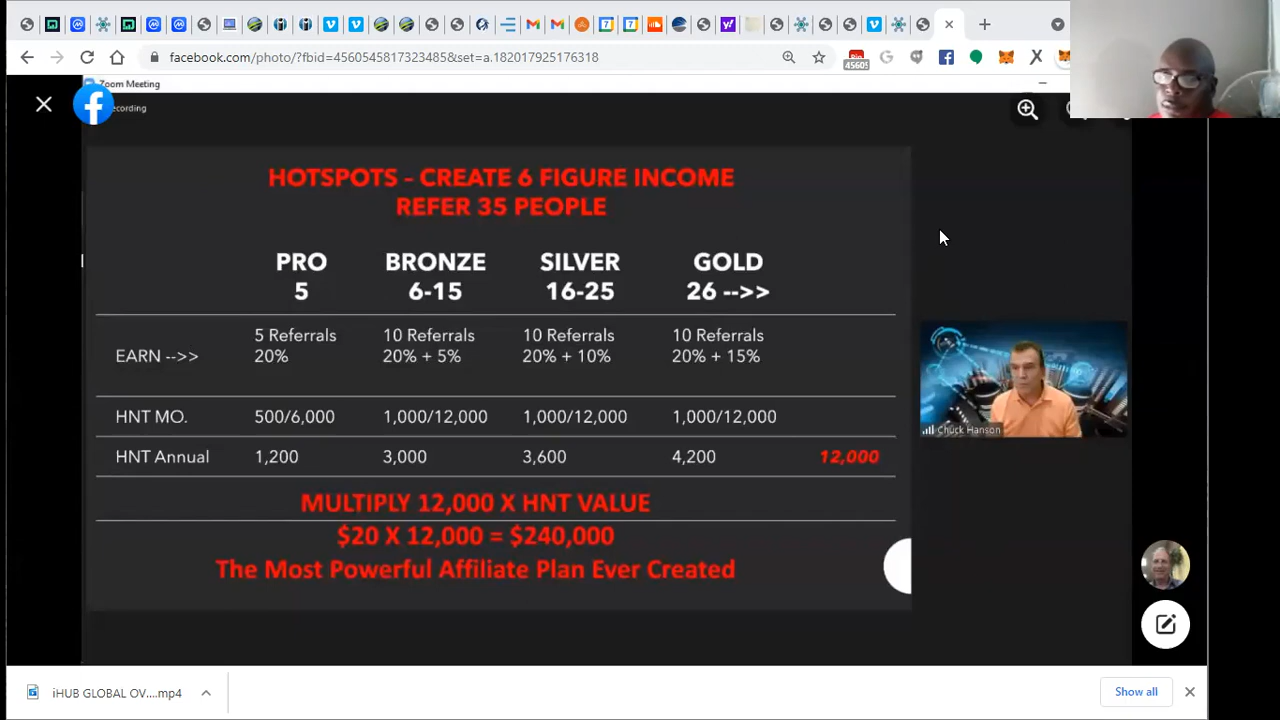 facebook.com/photo/?fbid=4560545817323485&set=a.182017925176318
45605
Zoom Meeting
ecording
HOTSPOTS - CREATE 6 FIGURE INCOME
REFER 35 PEOPLE
PRO BRONZE SILVER GOLD
5 6-15 16-25 26 -->>
5 Referrals 10 Referrals 10 Referrals 10 Referrals
EARN -->> 20% 20% + 5% 20% + 10% 20% + 15%
HNT MO. 500/6,000 1,000/12,000 1,000/12,000 1,000/12,000
HNT Annual 1,200 3,000 3,600 4,200 12,000
MULTIPLY 12,000 X HNT VALUE
$20 X 12,000 = $240,000
The Most Powerful Affiliate Plan Ever Created
Chuck Hanson
iHUB GLOBAL OV....mp4
Show all